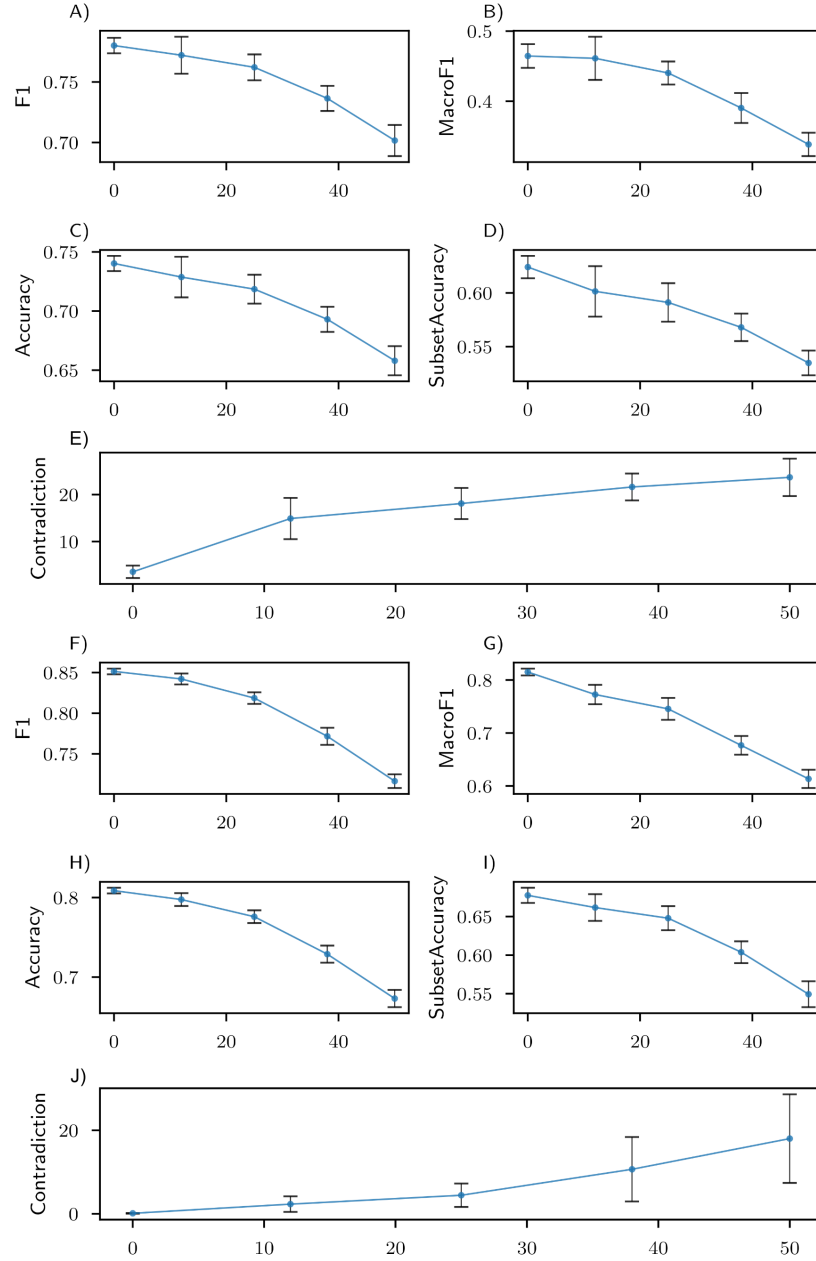 A)
F1
0.75
0.70
0 20 40
B)
MacroF1
0.5
0.4
0 20 40
C)
Accuracy
0.75
0.70
0.65
0 20 40
D)
SubsetAccuracy
0.60
0.55
0 20 40
E)
Contradiction
20
10
0 10 20 30 40 50
F)
F1
0.85
0.80
0.75
0 20 40
G)
MacroF1
0.8
0.7
0.6
0 20 40
H)
Accuracy
0.8
0.7
0 20 40
I)
SubsetAccuracy
0.65
0.60
0.55
0 20 40
J)
Contradiction
20
0
0 10 20 30 40 50